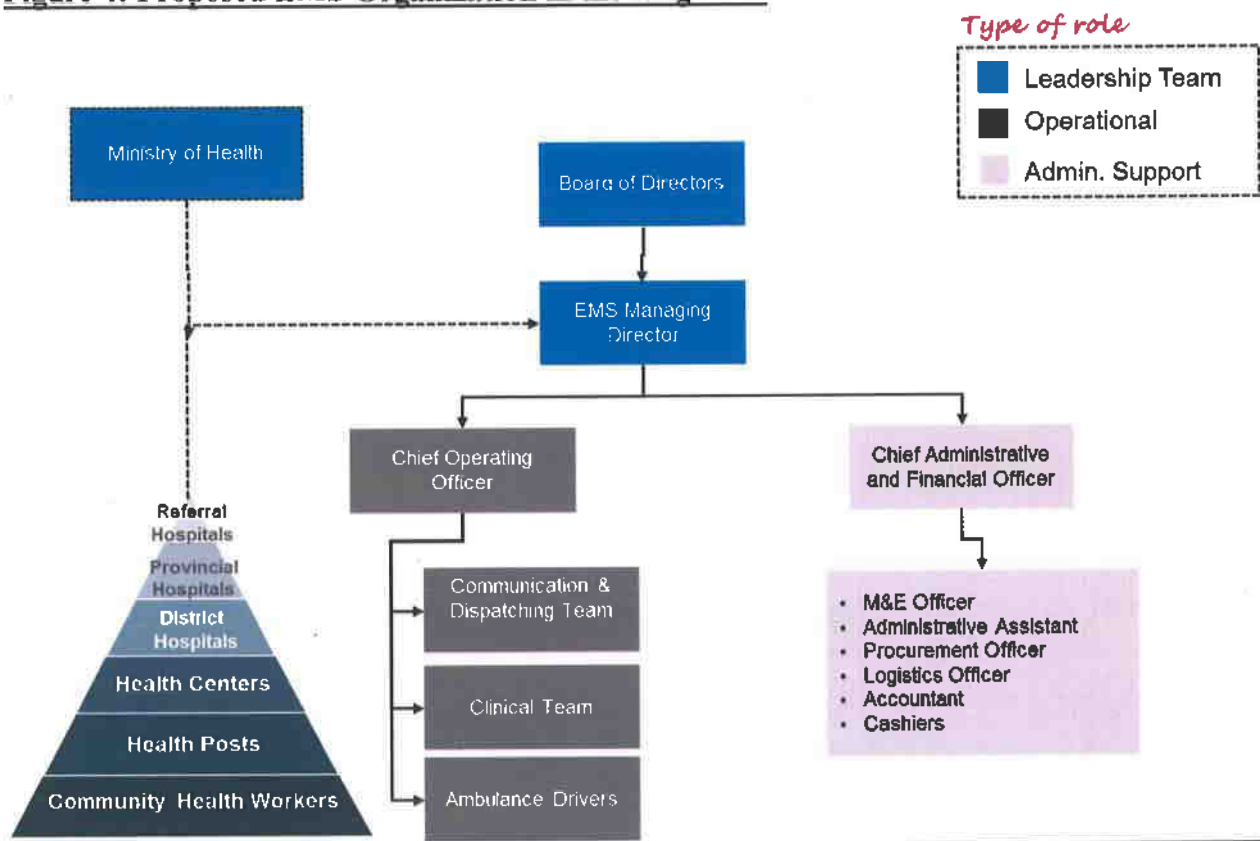 Type of role
Leadership Team
Operational
Admin. Support
Ministry of Health
Board of Directors
EMS Managing
Director
Chief Operating
Officer
Chief Administrative
and Financial Officer
Referral
Hospitals
Provincial
Hospitals
District
Hospitals
Health Centers
Health Posts
Community Health Workers
Communication &
Dispatching Team
Clinical Team
Ambulance Drivers
• M&E Officer
• Administrative Assistant
• Procurement Officer
• Logistics Officer
• Accountant
• Cashiers